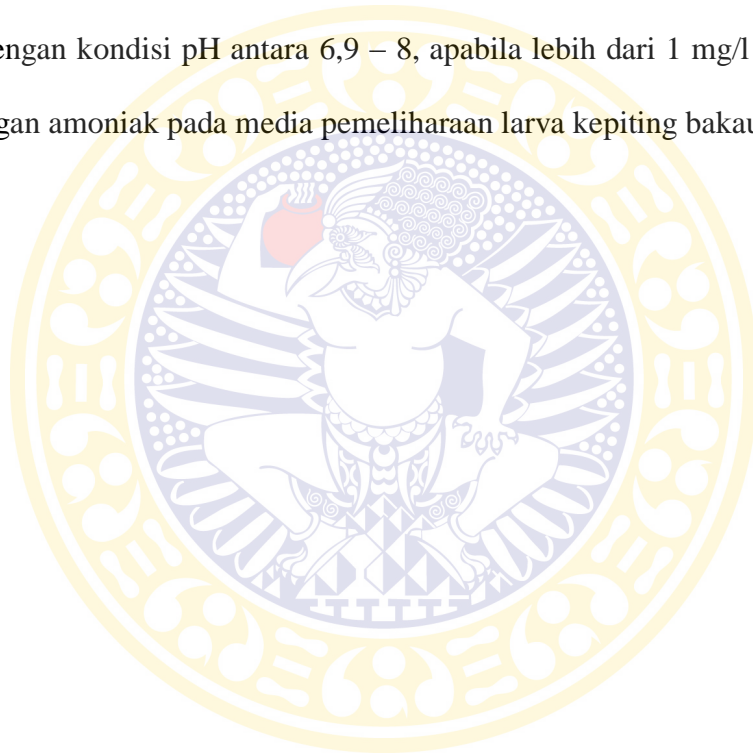 engan kondisi pH antara 6,9 – 8, apabila lebih dari 1 mg/l
gan amoniak pada media pemeliharaan larva kepiting bakau